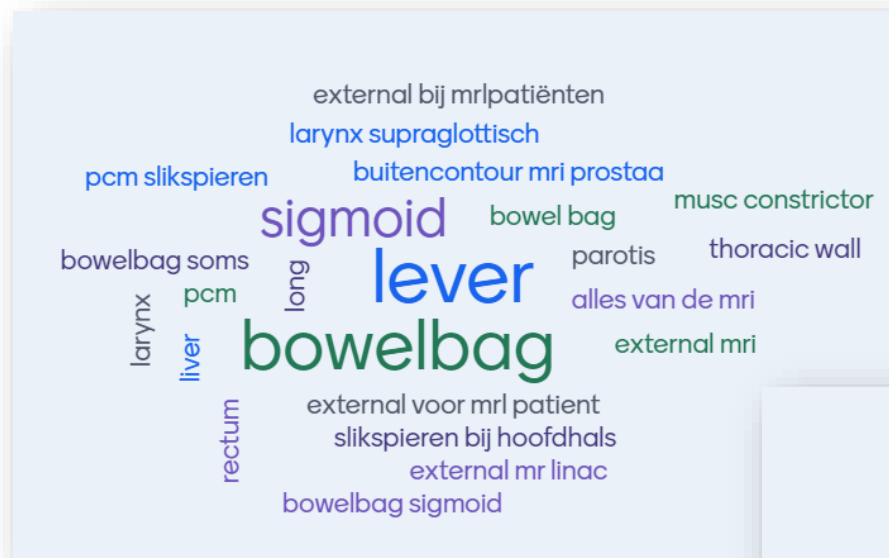 external bij mrlpatiënten
larynx supraglottisch
pcm slikspieren
buitencontour mri prostaa
musc constrictor
sigmoid
bowel bag
bowelbag soms
long
lever
parotis
thoracic wall
larynx
pcm
alles van de mri
liver
bowelbag
external mri
rectum
external voor mrl patient
slikspieren bij hoofdhals
external mr linac
bowelbag sigmoid